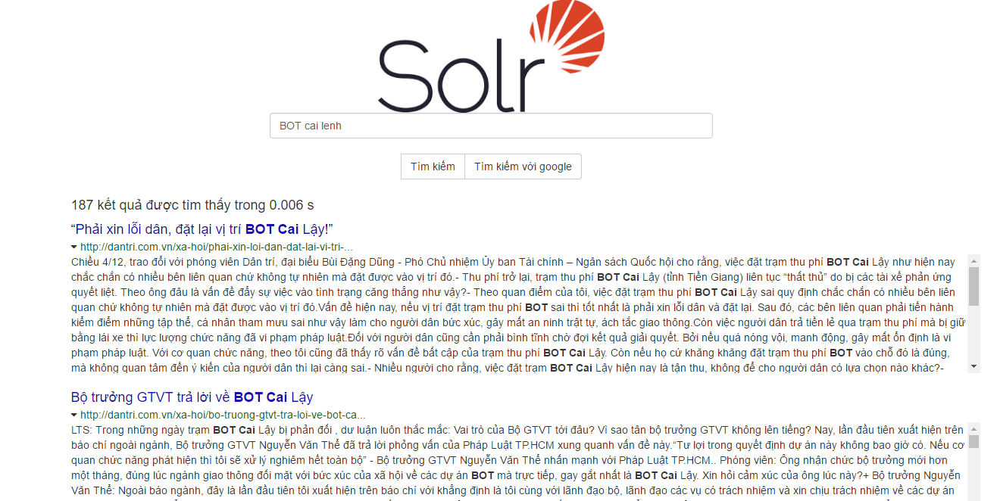 Solr
BOT cai lenh
Tìm kiếm Tìm kiếm với google
187 kết quả được tìm thấy trong 0.006 s
“Phải xin lỗi dân, đặt lại vị trí BOT Cai Lậy!”
http://dantri.com.vn/xa-hoi/phai-xin-loi-dan-dat-lai-vi-tri-...
Chiều 4/12, trao đổi với phóng viên Dân trí, đại biểu Bùi Đặng Dũng - Phó Chủ nhiệm Ủy ban Tài chính – Ngân sách Quốc hội cho rằng, việc đặt trạm thu phí BOT Cai Lậy như hiện nay
chắc chắn có nhiều bên liên quan chứ không tự nhiên mà đặt được vào vị trí đó.- Thu phí trở lại, trạm thu phí BOT Cai Lậy (tỉnh Tiền Giang) liên tục “thất thủ” do bị các tài xế phản ứng
quyết liệt. Theo ông đâu là vấn đề đẩy sự việc vào tình trạng căng thẳng như vậy?- Theo quan điểm của tôi, việc đặt trạm thu phí BOT Cai Lậy sai quy định chắc chắn có nhiều bên liên
quan chứ không tự nhiên mà đặt được vào vị trí đó.Vấn đề hiện nay, nếu vị trí đặt trạm thu phí BOT sai thì tốt nhất là phải xin lỗi dân và đặt lại. Sau đó, các bên liên quan phải tiến hành
kiểm điểm những tập thể, cá nhân tham mưu sai như vậy làm cho người dân bức xúc, gây mất an ninh trật tự, ách tắc giao thông.Còn việc người dân trả tiền lẻ qua trạm thu phí mà bị giữ
bằng lái xe thì lực lượng chức năng đã vi phạm pháp luật.Đối với người dân cũng cần phải bình tĩnh chờ đợi kết quả giải quyết. Bởi nếu quá nóng vội, manh động, gây mất ổn định là vi
phạm pháp luật. Với cơ quan chức năng, theo tôi cũng đã thấy rõ vấn đề bất cập của trạm thu phí BOT Cai Lậy. Còn nếu họ cứ khăng khăng đặt trạm thu phí BOT vào chỗ đó là đúng,
mà không quan tâm đến ý kiến của người dân thì lại càng sai.- Nhiều người cho rằng, việc đặt trạm BOT Cai Lậy hiện nay là tận thu, không để cho người dân có lựa chọn nào khác?-
Bộ trưởng GTVT trả lời về BOT Cai Lậy
http://dantri.com.vn/xa-hoi/bo-truong-gtvt-tra-loi-ve-bot-ca...
LTS: Trong những ngày trạm BOT Cai Lậy bị phản đối , dư luận luôn thắc mắc: Vai trò của Bộ GTVT tới đâu? Vì sao tân bộ trưởng GTVT không lên tiếng? Nay, lần đầu tiên xuất hiện trên
báo chí ngoài ngành, Bộ trưởng GTVT Nguyễn Văn Thể đã trả lời phỏng vấn của Pháp Luật TP.HCM xung quanh vấn đề này.“Tư lợi trong quyết định dự án này không bao giờ có. Nếu cơ
quan chức năng phát hiện thì tôi sẽ xử lý nghiêm hết toàn bộ” - Bộ trưởng GTVT Nguyễn Văn Thể nhấn mạnh với Pháp Luật TP.HCM.. Phóng viên: Ông nhận chức bộ trưởng mới hơn
một tháng, đúng lúc ngành giao thông đối mặt với bức xúc của xã hội về các dự án BOT mà trực tiếp, gay gắt nhất là BOT Cai Lậy. Xin hỏi cảm xúc của ông lúc này?+ Bộ trưởng Nguyễn
Văn Thể: Ngoài báo ngành, đây là lần đầu tiên tôi xuất hiện trên báo chí với khẳng định là tôi cùng với lãnh đạo bộ, lãnh đạo các vụ có trách nhiệm và xin chịu trách nhiệm về các dự án